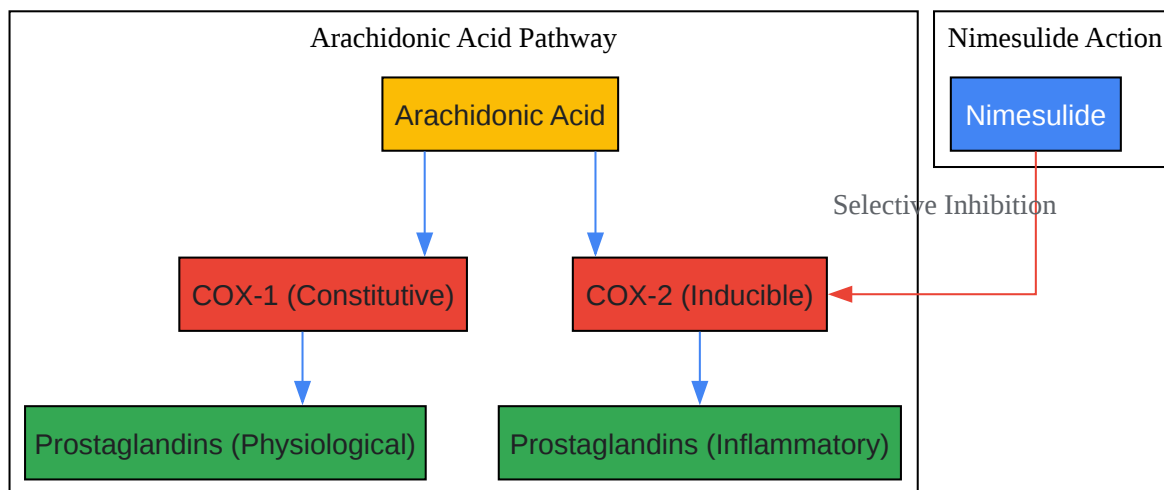 Arachidonic Acid Pathway
Nimesulide Action
Arachidonic Acid
Nimesulide
Selective Inhibition
COX-1 (Constitutive)
COX-2 (Inducible)
Prostaglandins (Physiological)
Prostaglandins (Inflammatory)